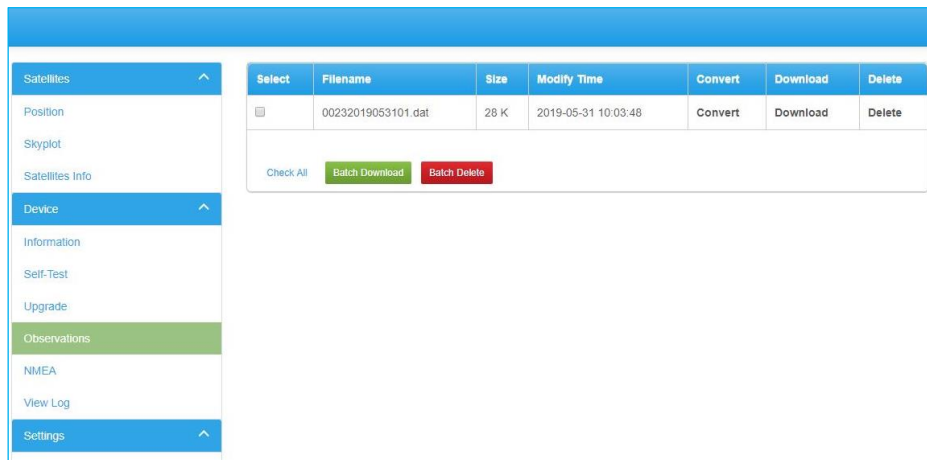 Satellites
Position
Skyplot
Satellites Info
Device
Information
Self-Test
Upgrade
Observations
NMEA
View Log
Settings
Select Filename Size Modify Time Convert Download Delete
00232019053101.dat 28 K 2019-05-31 10:03:48 Convert Download Delete
Check All Batch Download Batch Delete